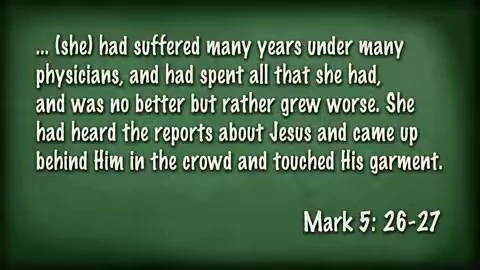 ... (she) had suffered many years under many
physicians, and had spent all that she had,
and was no better but rather grew worse. She
had heard the reports about Jesus and came up
behind Him in the crowd and touched His garment.
Mark 5: 26-27